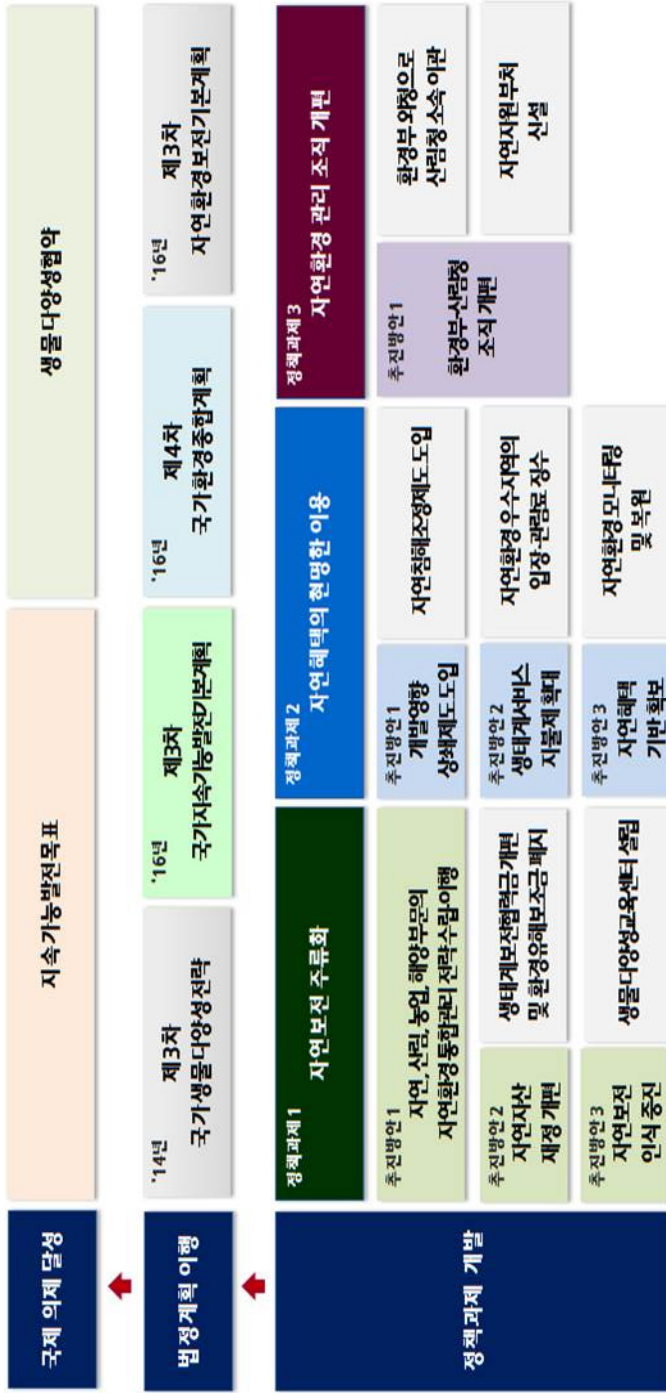 국제 의제 달성
지속가능발전목표
생물다양성협약
법정계획 이행
'14년
제3차
국가생물다양성전략
'16년
제3차
국가지속가능발전기본계획
'16년
제4차
국가환경종합계획
'16년
제3차
자연환경보전기본계획
정책과제 개발
정책과제 1
자연보전 주류화
추진방안 1
자연, 산림, 농업, 해양 부문의
자연환경 통합관리 전략 수립·이행
추진방안 2
자연자산
재정 개편
생태계보전협력금 개편
및 환경유해보조금 폐지
추진방안 3
자연보전
인식 증진
생물다양성교육센터 설립
정책과제 2
자연혜택의 현명한 이용
추진방안 1
개발영향
상쇄제도 도입
자연침해조정제도 도입
추진방안 2
생태계서비스
지불제 확대
자연환경 우수지역의
입장·관람료 징수
추진방안 3
자연혜택
기반 확보
자연환경 모니터링
및 복원
정책과제 3
자연환경 관리 조직 개편
추진방안 1
환경부-산림청
조직 개편
환경부 외청으로
산림청 소속 이관
자연자원부처
신설